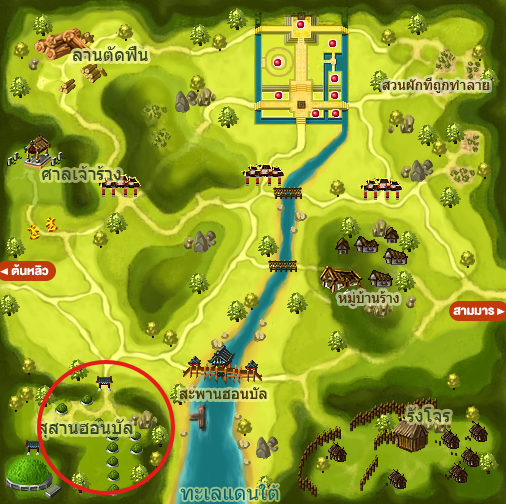 ลานตัดฟืน
สวนผักที่ถูกทำลาย
ศาลเจ้าร้าง
◀ ต้นหลิว
หมู่บ้านร้าง
สามมาร ▶
สะพานฮอนบัล
สุสานฮอนบัล
รังโจร
ทะเลแดนใต้